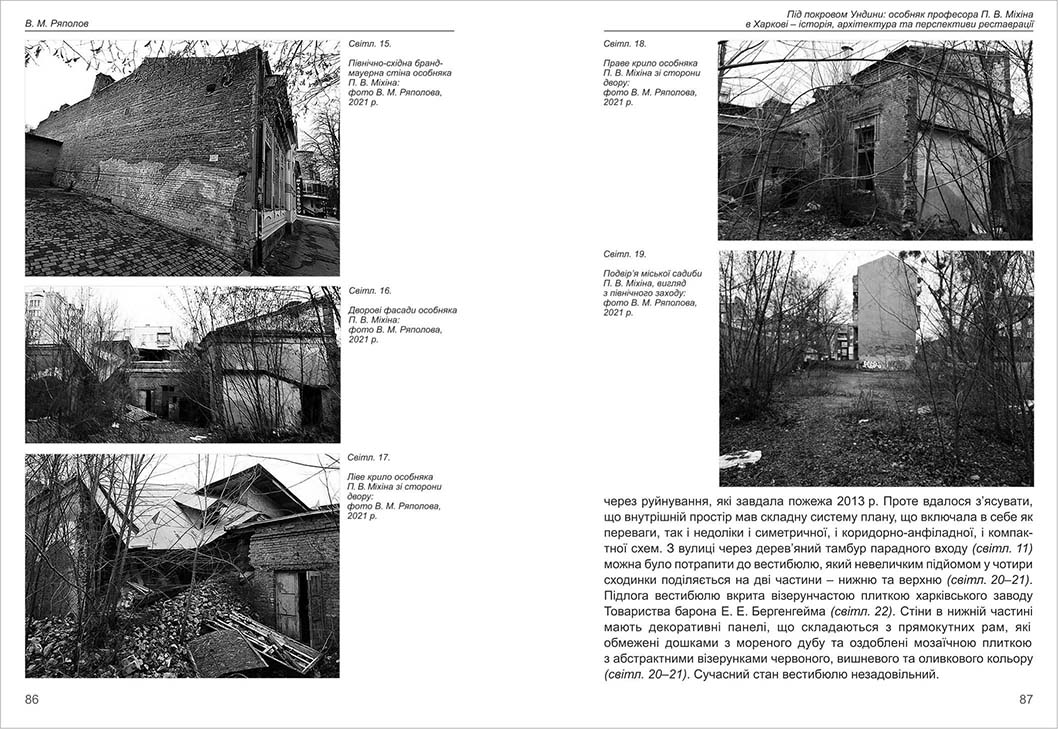 В. М. Ряполов
Світл. 15.
Північно-східна бранд-
мауерна стіна особняка
П. В. Міхіна:
фото В. М. Ряполова,
2021 р.
Світл. 16.
Дворові фасади особняка
П. В. Міхіна:
фото В. М. Ряполова,
2021 р.
Світл. 17.
Ліве крило особняка
П. В. Міхіна зі сторони
двору:
фото В. М. Ряполова,
2021 р.
86
Під покровом Ундини: особняк професора П. В. Міхіна
в Харкові – історія, архітектура та перспективи реставрації
Світл. 18.
Праве крило особняка
П. В. Міхіна зі сторони
двору:
фото В. М. Ряполова,
2021 р.
Світл. 19.
Подвір’я міської садиби
П. В. Міхіна, вигляд
з північного заходу:
фото В. М. Ряполова,
2021 р.
через руйнування, які завдала пожежа 2013 р. Проте вдалося з’ясувати,
що внутрішній простір мав складну систему плану, що включала в себе як
переваги, так і недоліки і симетричної, і коридорно-анфіладної, і компак-
тної схем. З вулиці через дерев’яний тамбур парадного входу (світл. 11)
можна було потрапити до вестибюлю, який невеличким підйомом у чотири
сходинки поділяється на дві частини – нижню та верхню (світл. 20–21).
Підлога вестибюлю вкрита візерунчастою плиткою харківського заводу
Товариства барона Е. Е. Бергенгейма (світл. 22). Стіни в нижній частині
мають декоративні панелі, що складаються з прямокутних рам, які
обмежені дошками з мореного дубу та оздоблені мозаїчною плиткою
з абстрактними візерунками червоного, вишневого та оливкового кольору
(світл. 20–21). Сучасний стан вестибюлю незадовільний.
87